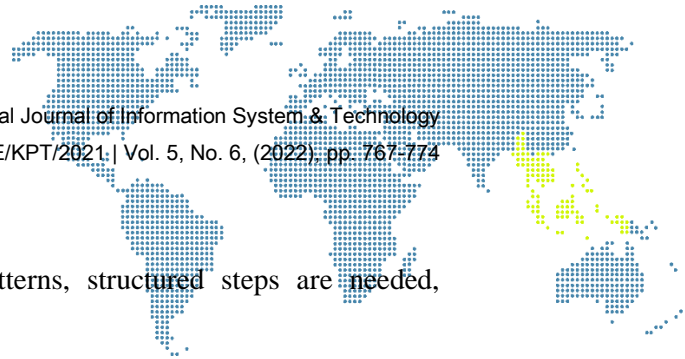 al Journal of Information System & Technology
E/KPT/2021 | Vol. 5, No. 6, (2022), pp. 767-774
tterns, structured steps are needed,